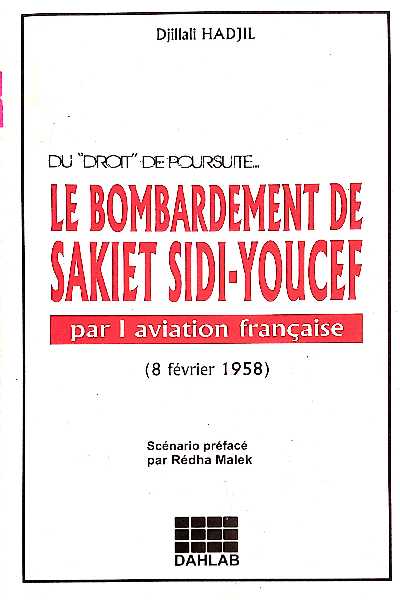 Djillali HADJIL
DU "DROIT" DE POURSUITE...
LE BOMBARDEMENT DE
SAKIET SIDI-YOUCEF
par l aviation française
(8 février 1958)
Scénario préfacé
par Rédha Malek
DAHLAB